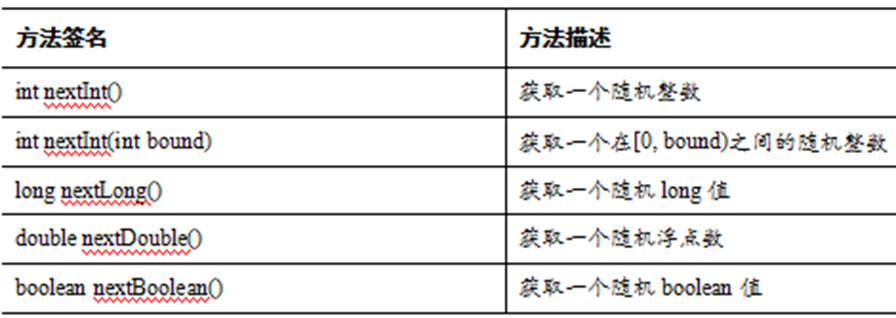 方法签名 方法描述
int nextInt() 获取一个随机整数
int nextInt(int bound) 获取一个在[0, bound)之间的随机整数
long nextLong() 获取一个随机 long 值
double nextDouble() 获取一个随机浮点数
boolean nextBoolean() 获取一个随机 boolean 值